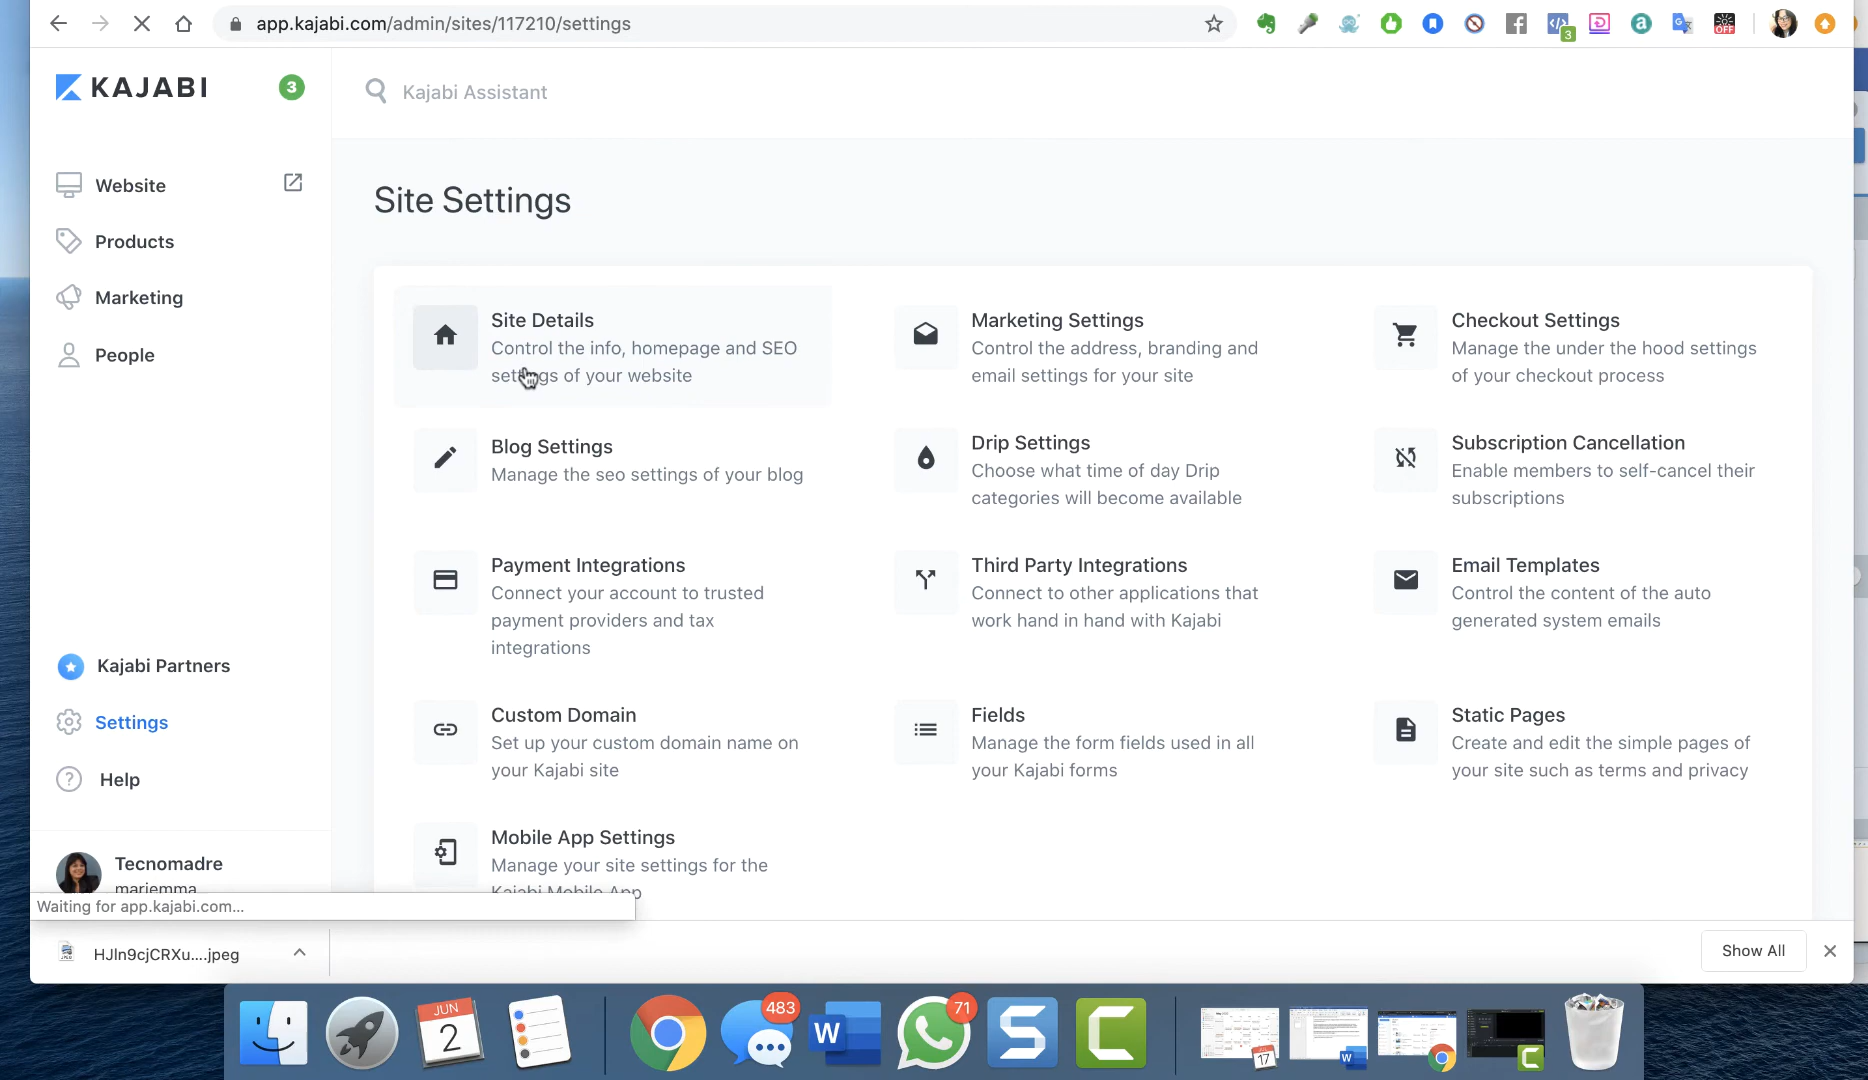 app.kajabi.com/admin/sites/117210/settings
3
OFF
KAJABI
3
Kajabi Assistant
Website
Products
Marketing
People
Site Settings
Site Details
Control the info, homepage and SEO
settings of your website
Marketing Settings
Control the address, branding and
email settings for your site
Checkout Settings
Manage the under the hood settings
of your checkout process
Blog Settings
Manage the seo settings of your blog
Drip Settings
Choose what time of day Drip
categories will become available
Subscription Cancellation
Enable members to self-cancel their
subscriptions
Payment Integrations
Connect your account to trusted
payment providers and tax
integrations
Third Party Integrations
Connect to other applications that
work hand in hand with Kajabi
Email Templates
Control the content of the auto
generated system emails
Custom Domain
Set up your custom domain name on
your Kajabi site
Fields
Manage the form fields used in all
your Kajabi forms
Static Pages
Create and edit the simple pages of
your site such as terms and privacy
Mobile App Settings
Manage your site settings for the
Kajabi Mobile App
Kajabi Partners
Settings
Help
Tecnomadre
mariemma
Waiting for app.kajabi.com...
HJln9cjCRXu....jpeg
Show All
JUN
2
483
W
71
S
C
17
W
C